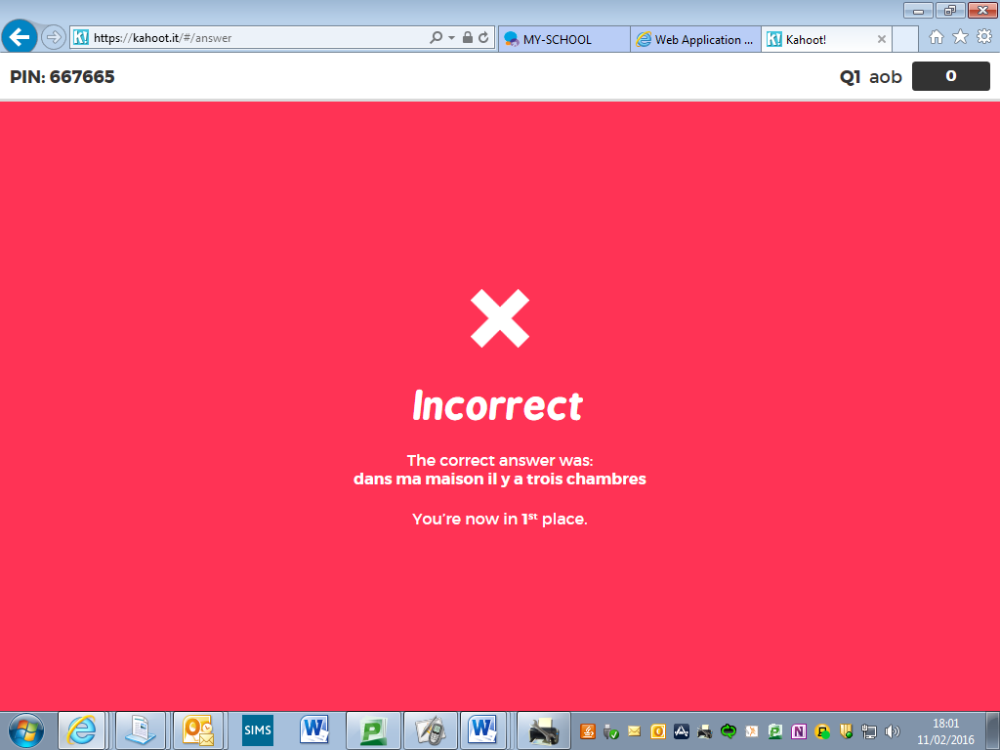 https://kahoot.it/#/answer
MY-SCHOOL
Web Application ...
Kahoot!
PIN: 667665
Q1 aob 0
Incorrect
The correct answer was:
dans ma maison il y a trois chambres
You're now in 1st place.
SIMS
18:01
11/02/2016